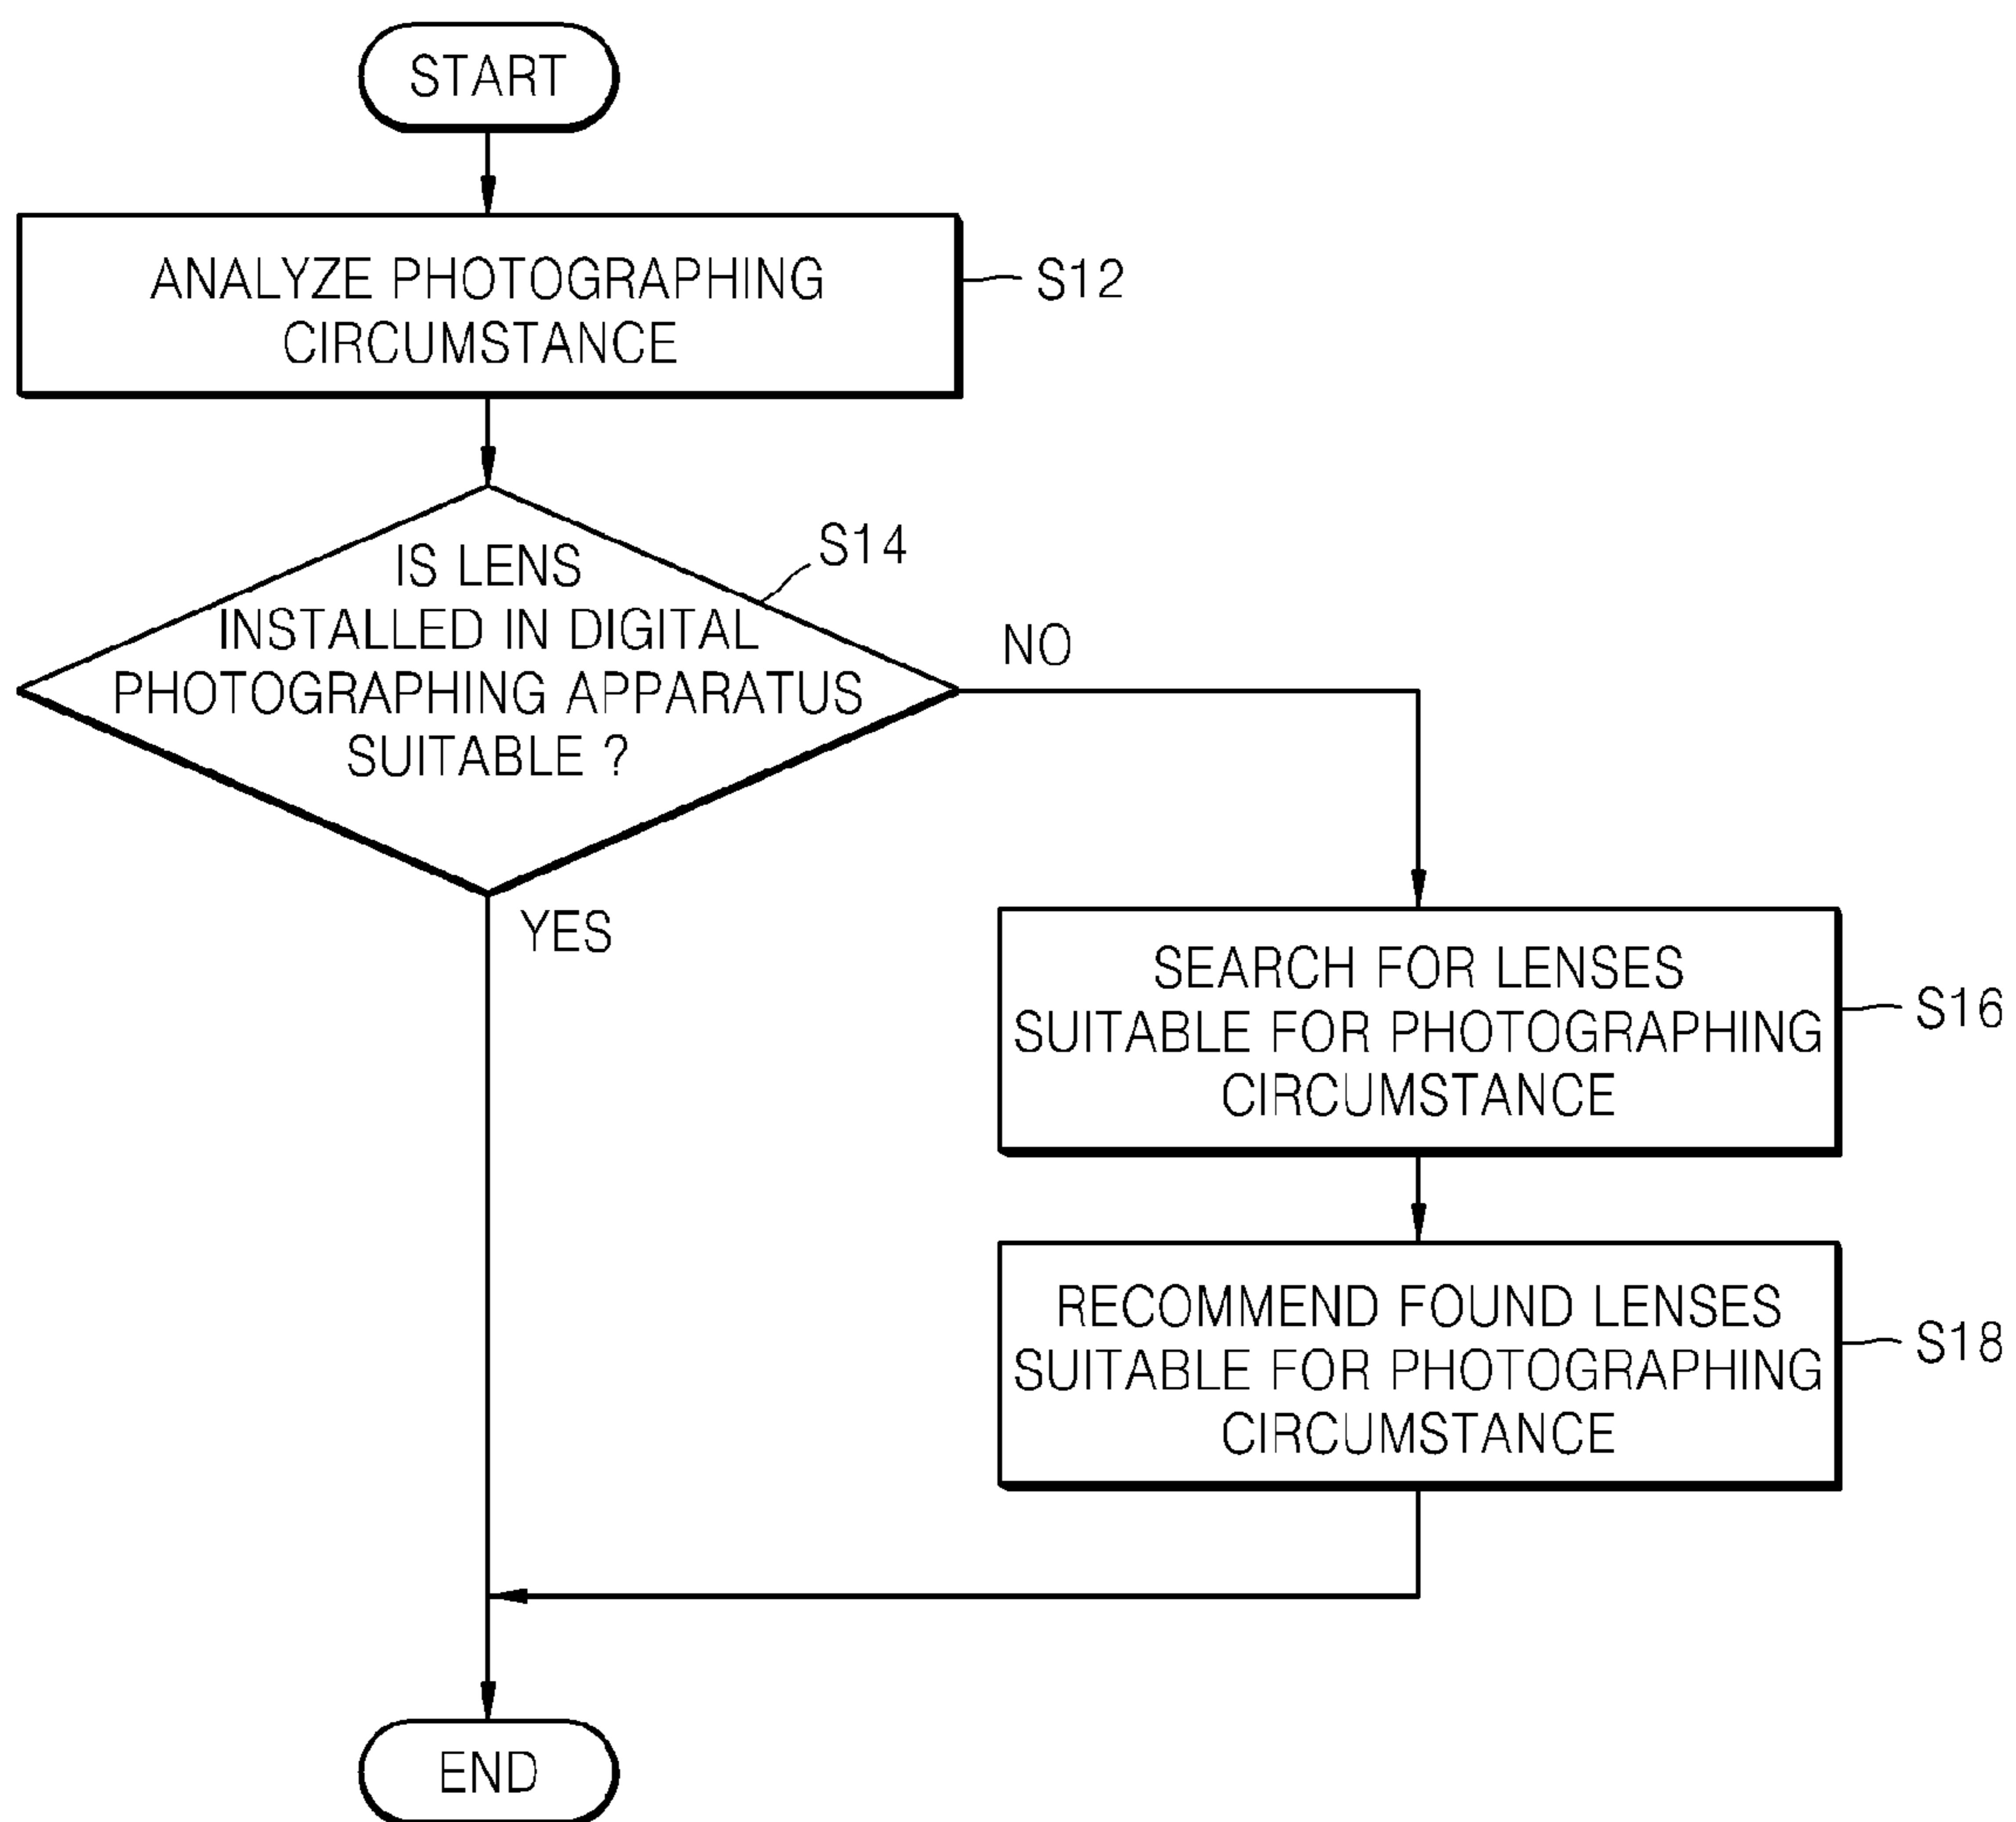 START
ANALYZE PHOTOGRAPHING
CIRCUMSTANCE
S12
S14
IS LENS
INSTALLED IN DIGITAL
PHOTOGRAPHING APPARATUS
SUITABLE ?
NO
YES
SEARCH FOR LENSES
SUITABLE FOR PHOTOGRAPHING
CIRCUMSTANCE
S16
RECOMMEND FOUND LENSES
SUITABLE FOR PHOTOGRAPHING
CIRCUMSTANCE
S18
END